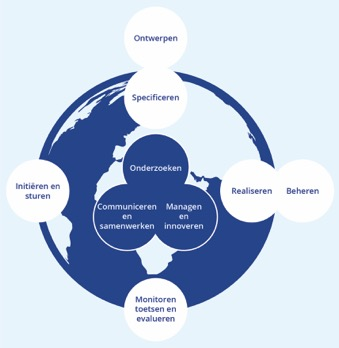 Ontwerpen
Specificeren
Onderzoeken
Initiëren en
sturen
Communiceren
en
samenwerken
Managen
en
innoveren
Realiseren
Beheren
Monitoren
toetsen en
evalueren